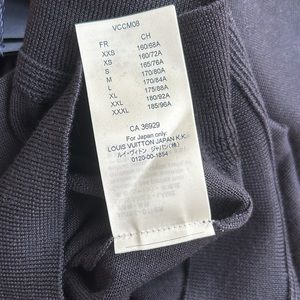 VCCM08
FR CH
XXS 160/68A
XS 160/72A
S 165/76A
M 170/80A
L 170/84A
XL 175/88A
XXL 180/92A
XXXL 185/96A
CA 36929
For Japan only:
LOUIS VUITTON JAPAN K.K.
ルイ・ヴィトン ジャパン(株)
0120-00-1854